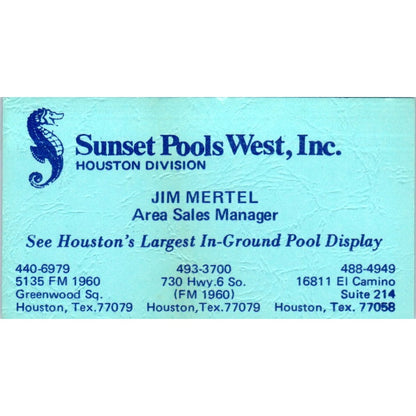 Sunset Pools West, Inc.
HOUSTON DIVISION
JIM MERTEL
Area Sales Manager
See Houston's Largest In-Ground Pool Display
440-6979
5135 FM 1960
Greenwood Sq.
Houston, Tex.77079
493-3700
730 Hwy.6 So.
(FM 1960)
Houston,Tex.77079
488-4949
16811 El Camino
Suite 214
Houston, Tex. 77058